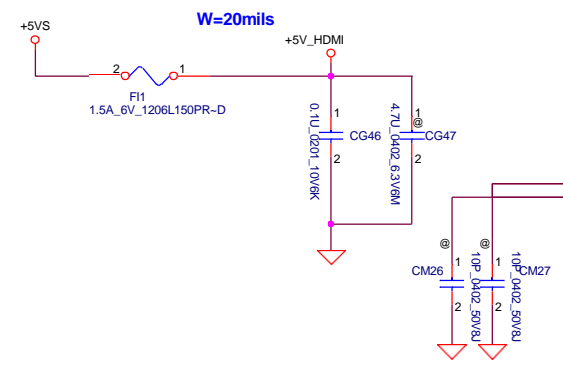 W=20mils
+5VS
+5V_HDMI
2
1
FI1
1.5A_6V_1206L150PR~D
0.1U_0201_10V6K
1
CG46
2
4.7U_0402_6.3V6M
1
@
CG47
2
@
1
CM26
2
10P_0402_50V8J
@
1
CM27
2
10P_0402_50V8J